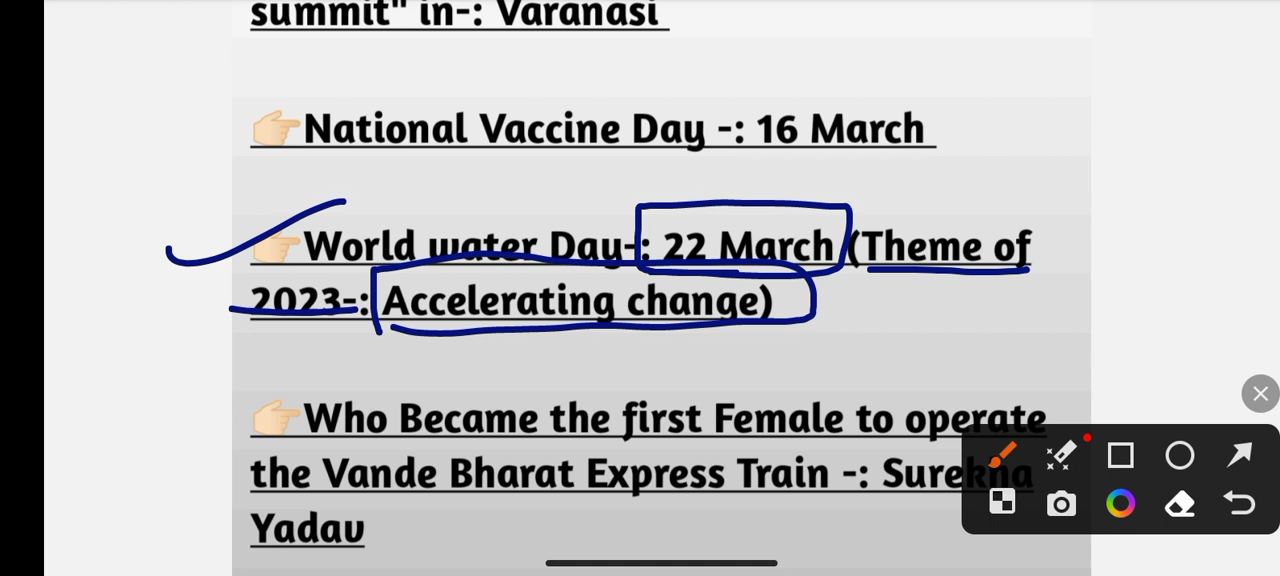 summit" in-: Varanasi
👉🏻National Vaccine Day -: 16 March
👉🏻World water Day-: 22 March (Theme of
2023-: Accelerating change)
👉🏻Who Became the first Female to operate
the Vande Bharat Express Train -: Surekha
Yadav